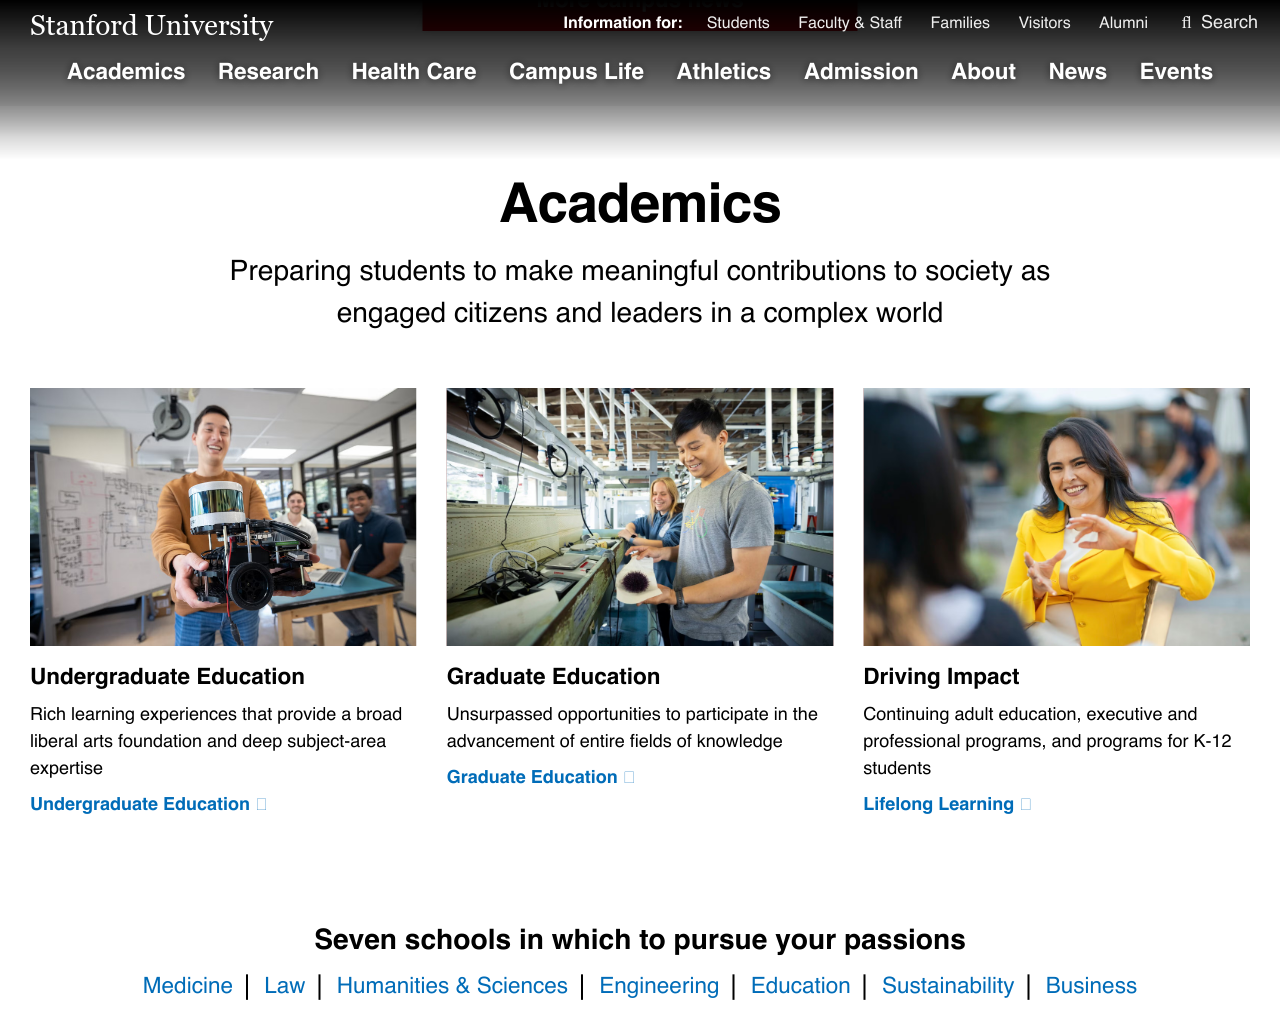 Stanford University
Information for: Students Faculty & Staff Families Visitors Alumni Search
Academics Research Health Care Campus Life Athletics Admission About News Events
Academics
Preparing students to make meaningful contributions to society as
engaged citizens and leaders in a complex world
Undergraduate Education
Rich learning experiences that provide a broad
liberal arts foundation and deep subject-area
expertise
Undergraduate Education
Graduate Education
Unsurpassed opportunities to participate in the
advancement of entire fields of knowledge
Graduate Education
Driving Impact
Continuing adult education, executive and
professional programs, and programs for K-12
students
Lifelong Learning
Seven schools in which to pursue your passions
Medicine | Law | Humanities & Sciences | Engineering | Education | Sustainability | Business